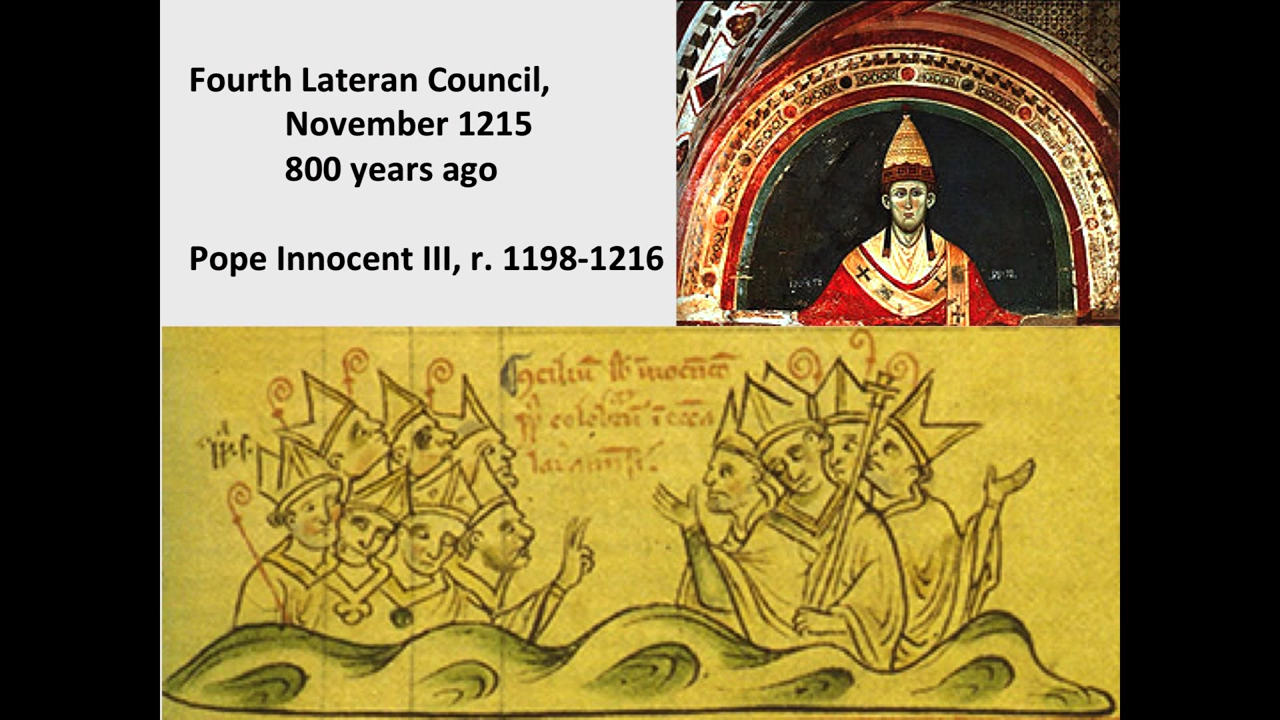 Fourth Lateran Council,
November 1215
800 years ago
Pope Innocent III, r. 1198-1216